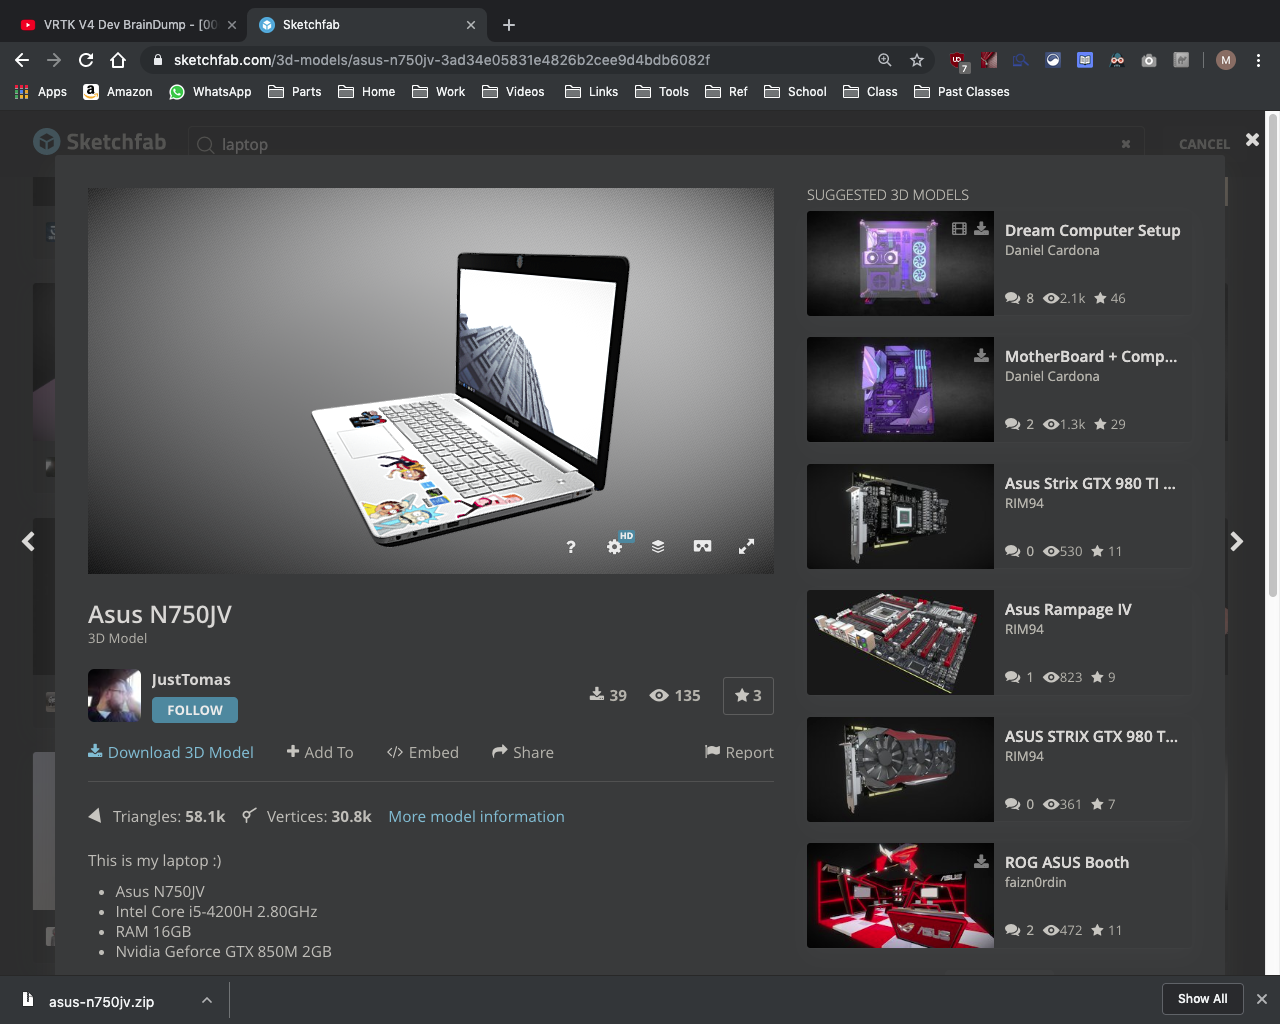 VRTK V4 Dev BrainDump - [00
Sketchfab
sketchfab.com/3d-models/asus-n750jv-3ad34e05831e4826b2cee9d4bdb6082f
7
M
Apps
Amazon
WhatsApp
Parts
Home
Work
Videos
Links
Tools
Ref
School
Class
Past Classes
Sketchfab
laptop
CANCEL
SUGGESTED 3D MODELS
Dream Computer Setup
Daniel Cardona
8 2.1k 46
MotherBoard + Comp...
Daniel Cardona
2 1.3k 29
Asus Strix GTX 980 TI ...
RIM94
0 530 11
HD
Asus Rampage IV
RIM94
1 823 9
Asus N750JV
3D Model
JustTomas
FOLLOW
39 135 3
ASUS STRIX GTX 980 T...
RIM94
0 361 7
Download 3D Model
Add To
Embed
Share
Report
Triangles: 58.1k
Vertices: 30.8k
More model information
ROG ASUS Booth
faizn0rdin
2 472 11
This is my laptop :)
• Asus N750JV
• Intel Core i5-4200H 2.80GHz
• RAM 16GB
• Nvidia Geforce GTX 850M 2GB
asus-n750jv.zip
Show All